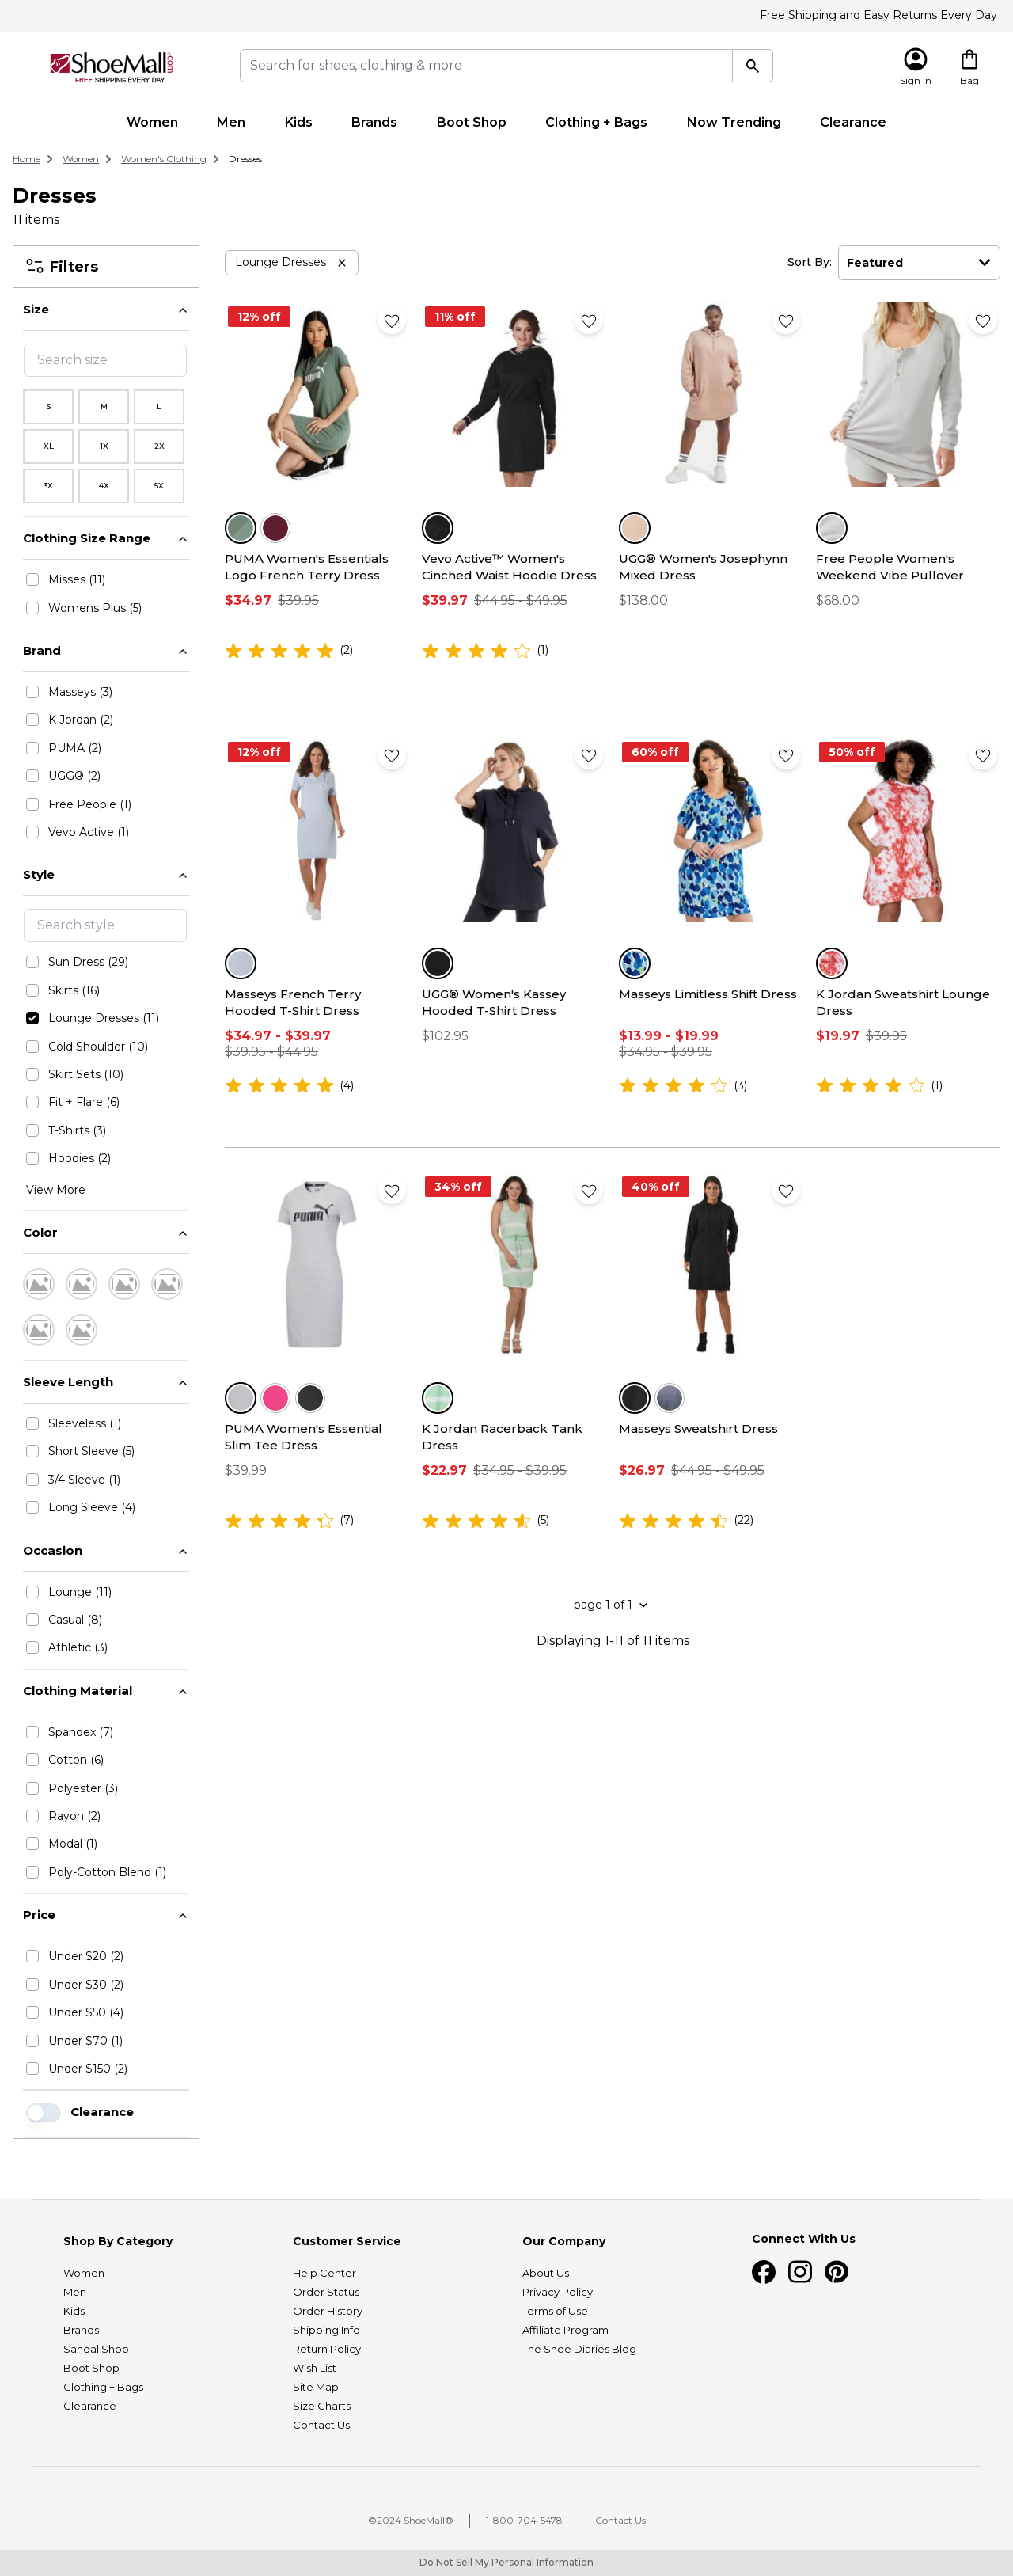 Free Shipping and Easy Returns Every Day
ShoeMall.com
FREE SHIPPING EVERY DAY
Search for shoes, clothing & more
Sign In
Bag
Women
Men
Kids
Brands
Boot Shop
Clothing + Bags
Now Trending
Clearance
Home
Women
Women's Clothing
Dresses
Dresses
11 items
Filters
Size
Search size
S
M
L
XL
1X
2X
3X
4X
5X
Clothing Size Range
Misses (11)
Womens Plus (5)
Brand
Masseys (3)
K Jordan (2)
PUMA (2)
UGG® (2)
Free People (1)
Vevo Active (1)
Style
Search style
Sun Dress (29)
Skirts (16)
Lounge Dresses (11)
Cold Shoulder (10)
Skirt Sets (10)
Fit + Flare (6)
T-Shirts (3)
Hoodies (2)
View More
Color
Sleeve Length
Sleeveless (1)
Short Sleeve (5)
3/4 Sleeve (1)
Long Sleeve (4)
Occasion
Lounge (11)
Casual (8)
Athletic (3)
Clothing Material
Spandex (7)
Cotton (6)
Polyester (3)
Rayon (2)
Modal (1)
Poly-Cotton Blend (1)
Price
Under $20 (2)
Under $30 (2)
Under $50 (4)
Under $70 (1)
Under $150 (2)
Clearance
Lounge Dresses
Sort By:
Featured
12% off
PUMA Women's Essentials
Logo French Terry Dress
$34.97 $39.95
(2)
11% off
Vevo Active™ Women's
Cinched Waist Hoodie Dress
$39.97 $44.95 - $49.95
(1)
UGG® Women's Josephynn
Mixed Dress
$138.00
Free People Women's
Weekend Vibe Pullover
$68.00
12% off
Masseys French Terry
Hooded T-Shirt Dress
$34.97 - $39.97
$39.95 - $44.95
(4)
UGG® Women's Kassey
Hooded T-Shirt Dress
$102.95
60% off
Masseys Limitless Shift Dress
$13.99 - $19.99
$34.95 - $39.95
(3)
50% off
K Jordan Sweatshirt Lounge
Dress
$19.97 $39.95
(1)
PUMA
PUMA Women's Essential
Slim Tee Dress
$39.99
(7)
34% off
K Jordan Racerback Tank
Dress
$22.97 $34.95 - $39.95
(5)
40% off
Masseys Sweatshirt Dress
$26.97 $44.95 - $49.95
(22)
page 1 of 1
Displaying 1-11 of 11 items
Shop By Category
Women
Men
Kids
Brands
Sandal Shop
Boot Shop
Clothing + Bags
Clearance
Customer Service
Help Center
Order Status
Order History
Shipping Info
Return Policy
Wish List
Site Map
Size Charts
Contact Us
Our Company
About Us
Privacy Policy
Terms of Use
Affiliate Program
The Shoe Diaries Blog
Connect With Us
©2024 ShoeMall®
1-800-704-5478
Contact Us
Do Not Sell My Personal Information